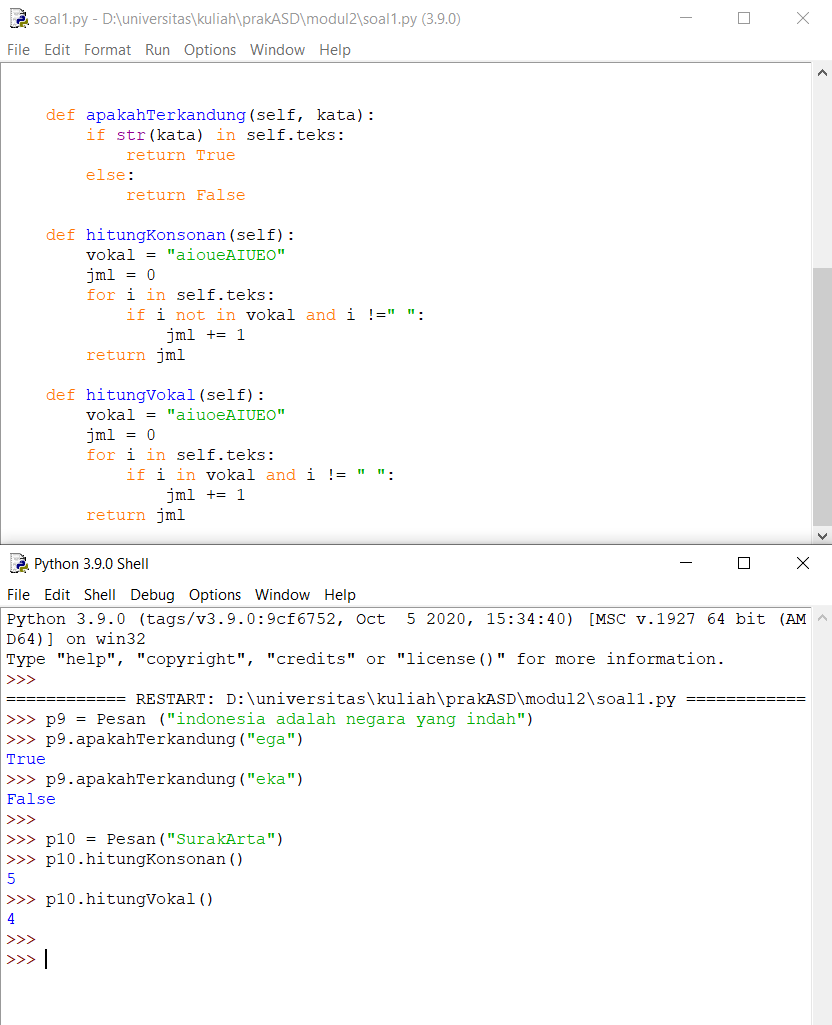 soal1.py - D:\universitas\kuliah\prakASD\modul2\soal1.py (3.9.0)
File Edit Format Run Options Window Help
    def apakahTerkandung(self, kata):
        if str(kata) in self.teks:
            return True
        else:
            return False
    def hitungKonsonan(self):
        vokal = "aioueAIUEO"
        jml = 0
        for i in self.teks:
            if i not in vokal and i !=" ":
                jml += 1
        return jml
    def hitungVokal(self):
        vokal = "aiuoeAIUEO"
        jml = 0
        for i in self.teks:
            if i in vokal and i != " ":
                jml += 1
        return jml
Python 3.9.0 Shell
File Edit Shell Debug Options Window Help
Python 3.9.0 (tags/v3.9.0:9cf6752, Oct  5 2020, 15:34:40) [MSC v.1927 64 bit (AM
D64)] on win32
Type "help", "copyright", "credits" or "license()" for more information.
>>>
============ RESTART: D:\universitas\kuliah\prakASD\modul2\soal1.py ============
>>> p9 = Pesan ("indonesia adalah negara yang indah")
>>> p9.apakahTerkandung("ega")
True
>>> p9.apakahTerkandung("eka")
False
>>>
>>> p10 = Pesan("SurakArta")
>>> p10.hitungKonsonan()
5
>>> p10.hitungVokal()
4
>>>
>>>